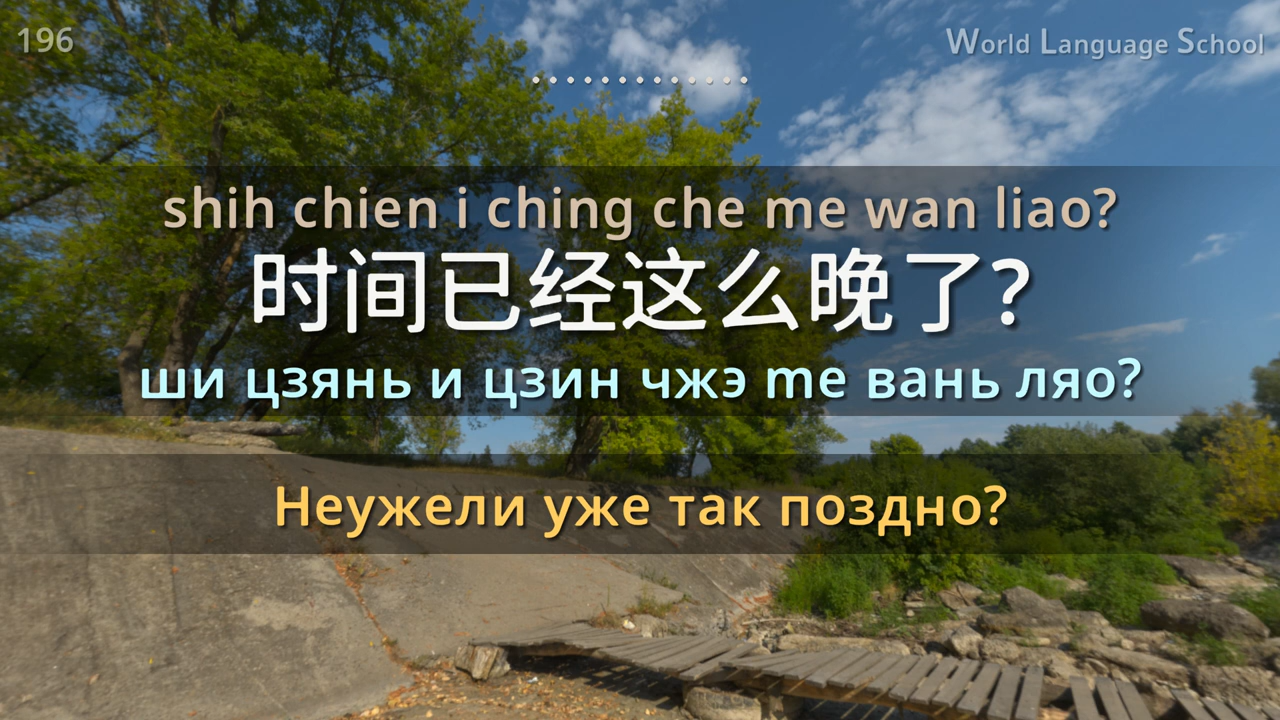 196
World Language School
shih chien i ching che me wan liao?
时间已经这么晚了?
ши цзянь и цзин чжэ me вань ляо?
Неужели уже так поздно?